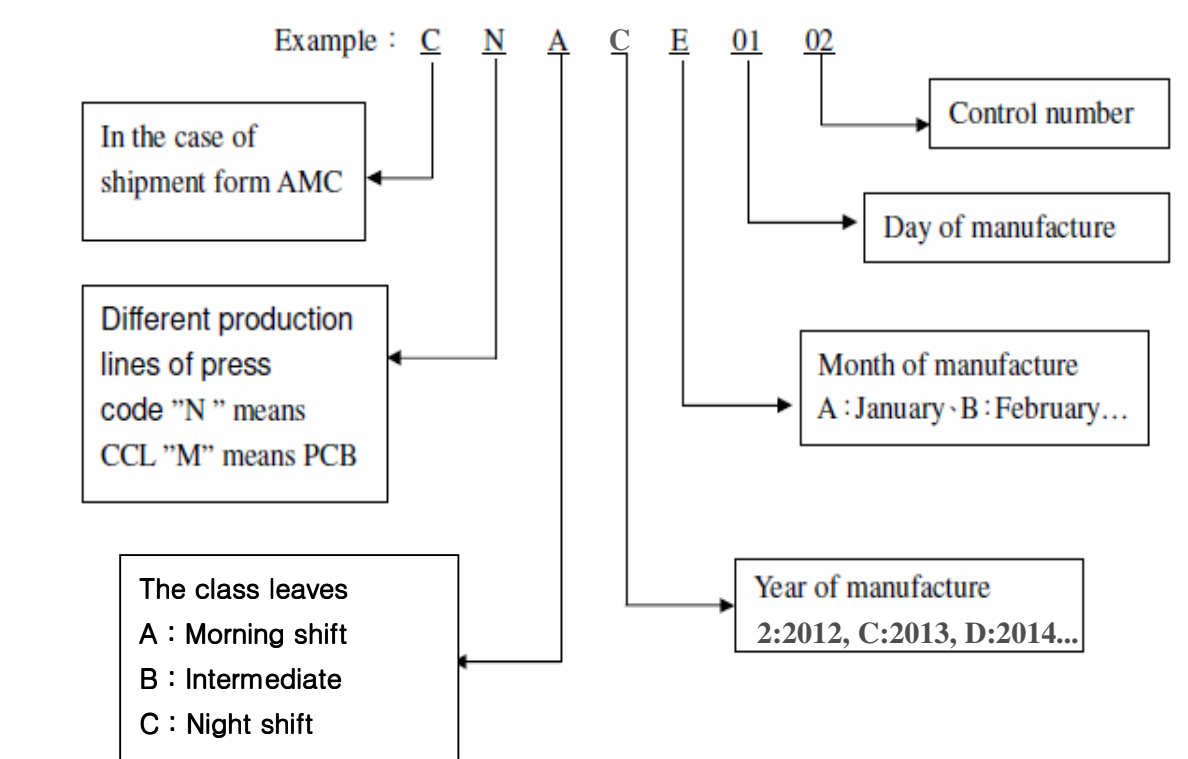 Example : C N A C E 01 02
In the case of
shipment form AMC
Different production
lines of press
code ”N ” means
CCL ”M” means PCB
The class leaves
A : Morning shift
B : Intermediate
C : Night shift
Control number
Day of manufacture
Month of manufacture
A : January、B : February…
Year of manufacture
2:2012, C:2013, D:2014...